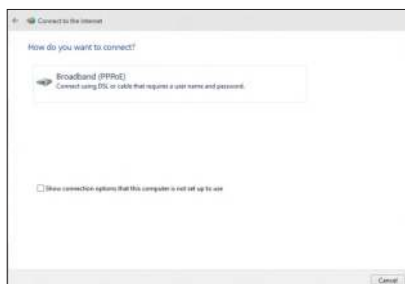 Connect to the Internet
How do you want to connect?
Broadband (PPPoE)
Connect using DSL or cable that requires a user name and password.
Show connection options that this computer is not set up to use
Cancel